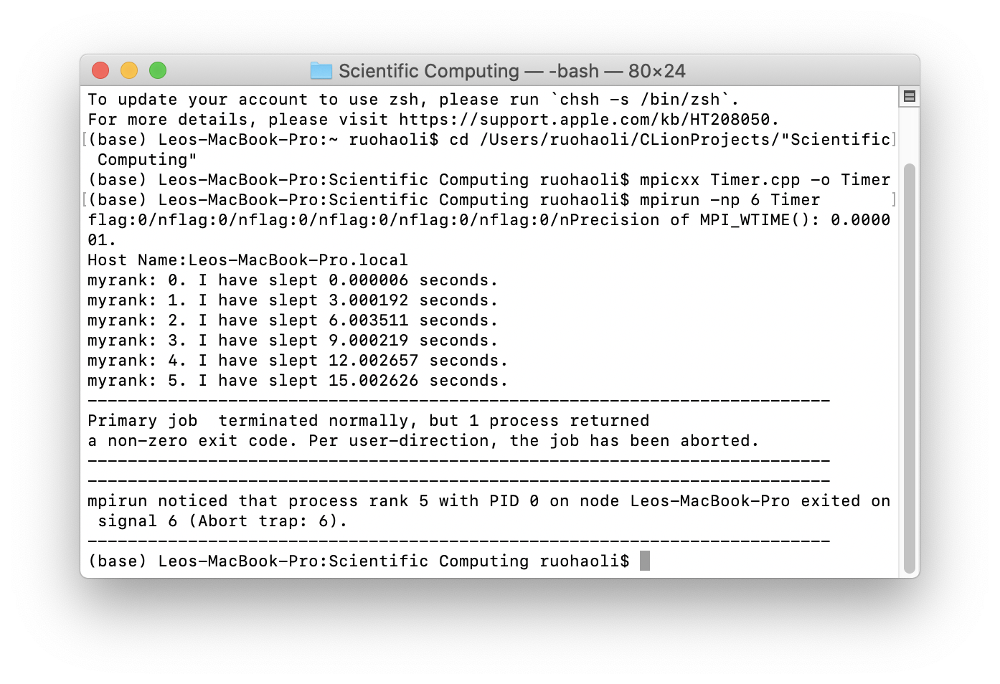 Scientific Computing — -bash — 80×24
To update your account to use zsh, please run `chsh -s /bin/zsh`.
For more details, please visit https://support.apple.com/kb/HT208050.
[(base) Leos-MacBook-Pro:~ ruohaoli$ cd /Users/ruohaoli/CLionProjects/"Scientific]
 Computing"
(base) Leos-MacBook-Pro:Scientific Computing ruohaoli$ mpicxx Timer.cpp -o Timer
[(base) Leos-MacBook-Pro:Scientific Computing ruohaoli$ mpirun -np 6 Timer       ]
flag:0/nflag:0/nflag:0/nflag:0/nflag:0/nflag:0/nPrecision of MPI_WTIME(): 0.0000
01.
Host Name:Leos-MacBook-Pro.local
myrank: 0. I have slept 0.000006 seconds.
myrank: 1. I have slept 3.000192 seconds.
myrank: 2. I have slept 6.003511 seconds.
myrank: 3. I have slept 9.000219 seconds.
myrank: 4. I have slept 12.002657 seconds.
myrank: 5. I have slept 15.002626 seconds.
--------------------------------------------------------------------------
Primary job  terminated normally, but 1 process returned
a non-zero exit code. Per user-direction, the job has been aborted.
--------------------------------------------------------------------------
--------------------------------------------------------------------------
mpirun noticed that process rank 5 with PID 0 on node Leos-MacBook-Pro exited on
 signal 6 (Abort trap: 6).
--------------------------------------------------------------------------
(base) Leos-MacBook-Pro:Scientific Computing ruohaoli$